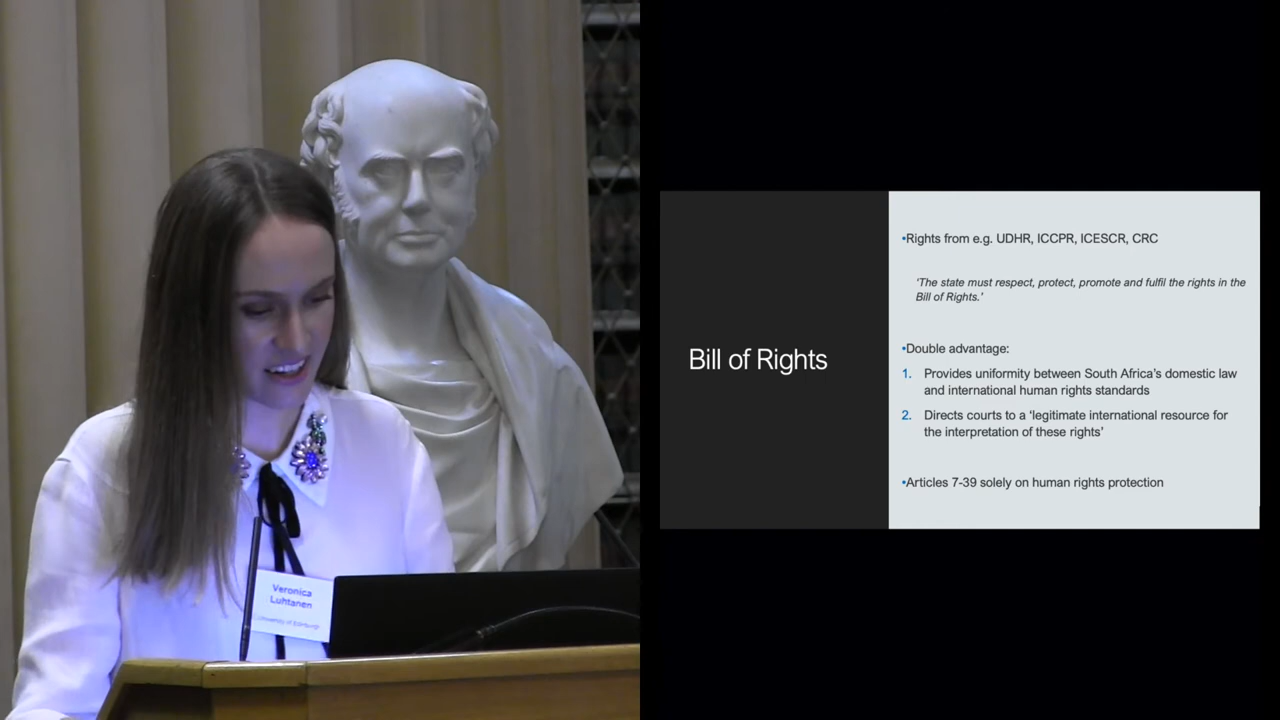 Veronica
Luhtanen
University of Edinburgh
Bill of Rights
•Rights from e.g. UDHR, ICCPR, ICESCR, CRC
‘The state must respect, protect, promote and fulfil the rights in the
Bill of Rights.’
•Double advantage:
1. Provides uniformity between South Africa’s domestic law
and international human rights standards
2. Directs courts to a ‘legitimate international resource for
the interpretation of these rights’
•Articles 7-39 solely on human rights protection